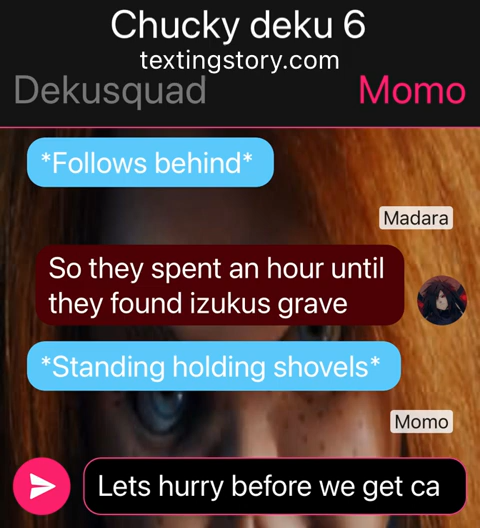 Chucky deku 6
textingstory.com
Dekusquad
Momo
*Follows behind*
Madara
So they spent an hour until
they found izukus grave
*Standing holding shovels*
Momo
Lets hurry before we get ca